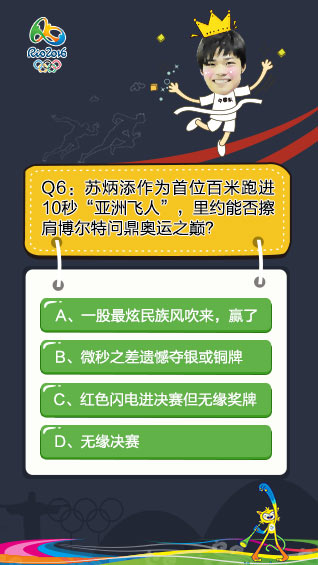 Rio2016
Q6：苏炳添作为首位百米跑进
10秒“亚洲飞人”，里约能否擦
肩博尔特问鼎奥运之巅？
A、一股最炫民族风吹来，赢了
B、微秒之差遗憾夺银或铜牌
C、红色闪电进决赛但无缘奖牌
D、无缘决赛